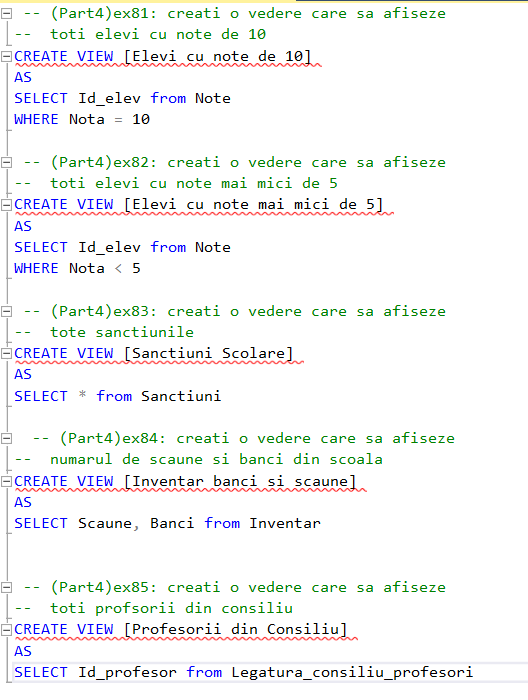 -- (Part4)ex81: creati o vedere care sa afiseze
--  toti elevi cu note de 10
CREATE VIEW [Elevi cu note de 10]
AS
SELECT Id_elev from Note
WHERE Nota = 10
-- (Part4)ex82: creati o vedere care sa afiseze
--  toti elevi cu note mai mici de 5
CREATE VIEW [Elevi cu note mai mici de 5]
AS
SELECT Id_elev from Note
WHERE Nota < 5
-- (Part4)ex83: creati o vedere care sa afiseze
--  tote sanctiunile
CREATE VIEW [Sanctiuni Scolare]
AS
SELECT * from Sanctiuni
-- (Part4)ex84: creati o vedere care sa afiseze
--  numarul de scaune si banci din scoala
CREATE VIEW [Inventar banci si scaune]
AS
SELECT Scaune, Banci from Inventar
-- (Part4)ex85: creati o vedere care sa afiseze
--  toti profsorii din consiliu
CREATE VIEW [Profesorii din Consiliu]
AS
SELECT Id_profesor from Legatura_consiliu_profesori